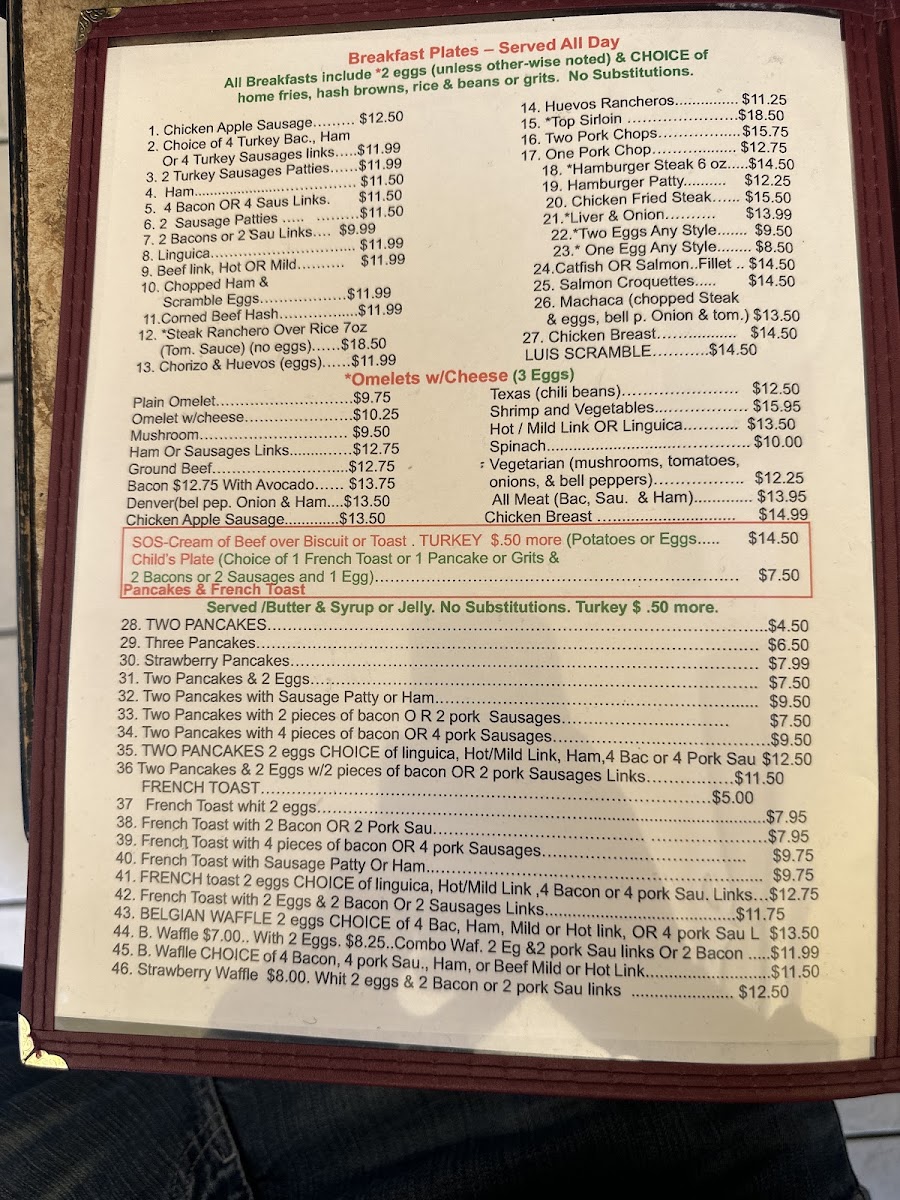 Breakfast Plates – Served All Day
All Breakfasts include *2 eggs (unless other-wise noted) & CHOICE of
home fries, hash browns, rice & beans or grits. No Substitutions.
1. Chicken Apple Sausage......... $12.50
2. Choice of 4 Turkey Bac., Ham
Or 4 Turkey Sausages links.....$11.99
3. 2 Turkey Sausages Patties......$11.99
4. Ham.................................... $11.50
5. 4 Bacon OR 4 Saus Links. $11.50
6. 2 Sausage Patties ..... .........$11.50
7. 2 Bacons or 2 Sau Links.... $9.99
8. Linguica................................ $11.99
9. Beef link, Hot OR Mild.......... $11.99
10. Chopped Ham &
Scramble Eggs...................$11.99
11.Corned Beef Hash.................$11.99
12. *Steak Ranchero Over Rice 7oz
(Tom. Sauce) (no eggs)......$18.50
13. Chorizo & Huevos (eggs)......$11.99
14. Huevos Rancheros............... $11.25
15. *Top Sirloin ........................$18.50
16. Two Pork Chops.................. $15.75
17. One Pork Chop................... $12.75
18. *Hamburger Steak 6 oz.....$14.50
19. Hamburger Patty.......... $12.25
20. Chicken Fried Steak...... $15.50
21.*Liver & Onion........... $13.99
22.*Two Eggs Any Style....... $9.50
23.* One Egg Any Style........ $8.50
24.Catfish OR Salmon..Fillet .. $14.50
25. Salmon Croquettes..... $14.50
26. Machaca (chopped Steak
& eggs, bell p. Onion & tom.) $13.50
27. Chicken Breast.................. $14.50
LUIS SCRAMBLE...........$14.50
*Omelets w/Cheese (3 Eggs)
Plain Omelet..............................$9.75
Omelet w/cheese........................$10.25
Mushroom................................. $9.50
Ham Or Sausages Links..............$12.75
Ground Beef..............................$12.75
Bacon $12.75 With Avocado...... $13.75
Denver(bel pep. Onion & Ham....$13.50
Chicken Apple Sausage............$13.50
Texas (chili beans).......................... $12.50
Shrimp and Vegetables.................... $15.95
Hot / Mild Link OR Linguica........... $13.50
Spinach.............................................$10.00
: Vegetarian (mushrooms, tomatoes,
onions, & bell peppers).................... $12.25
All Meat (Bac, Sau. & Ham)............. $13.95
Chicken Breast .............................. $14.99
SOS-Cream of Beef over Biscuit or Toast . TURKEY $.50 more (Potatoes or Eggs..... $14.50
Child's Plate (Choice of 1 French Toast or 1 Pancake or Grits &
2 Bacons or 2 Sausages and 1 Egg)................................................................ $7.50
Pancakes & French Toast
Served /Butter & Syrup or Jelly. No Substitutions. Turkey $ .50 more.
28. TWO PANCAKES.........................................................................................$4.50
29. Three Pancakes......................................................................................... $6.50
30. Strawberry Pancakes.................................................................................. $7.99
31. Two Pancakes & 2 Eggs.............................................................................. $7.50
32. Two Pancakes with Sausage Patty or Ham........................................................ $9.50
33. Two Pancakes with 2 pieces of bacon O R 2 pork Sausages............................. $7.50
34. Two Pancakes with 4 pieces of bacon OR 4 pork Sausages.......................................$9.50
35. TWO PANCAKES 2 eggs CHOICE of linguica, Hot/Mild Link, Ham,4 Bac or 4 Pork Sau $12.50
36 Two Pancakes & 2 Eggs w/2 pieces of bacon OR 2 pork Sausages Links.................$11.50
FRENCH TOAST.................................................................................$5.00
37 French Toast whit 2 eggs.................................................................................$7.95
38. French Toast with 2 Bacon OR 2 Pork Sau...........................................................$7.95
39. French Toast with 4 pieces of bacon OR 4 pork Sausages................................... $9.75
40. French Toast with Sausage Patty Or Ham........................................................... $9.75
41. FRENCH toast 2 eggs CHOICE of linguica, Hot/Mild Link ,4 Bacon or 4 pork Sau. Links...$12.75
42. French Toast with 2 Eggs & 2 Bacon Or 2 Sausages Links...................................$11.75
43. BELGIAN WAFFLE 2 eggs CHOICE of 4 Bac, Ham, Mild or Hot link, OR 4 pork Sau L $13.50
44. B. Waffle $7.00.. With 2 Eggs. $8.25..Combo Waf. 2 Eg &2 pork Sau links Or 2 Bacon .....$11.99
45. B. Waflle CHOICE of 4 Bacon, 4 pork Sau., Ham, or Beef Mild or Hot Link......................$11.50
46. Strawberry Waffle $8.00. Whit 2 eggs & 2 Bacon or 2 pork Sau links ...................... $12.50